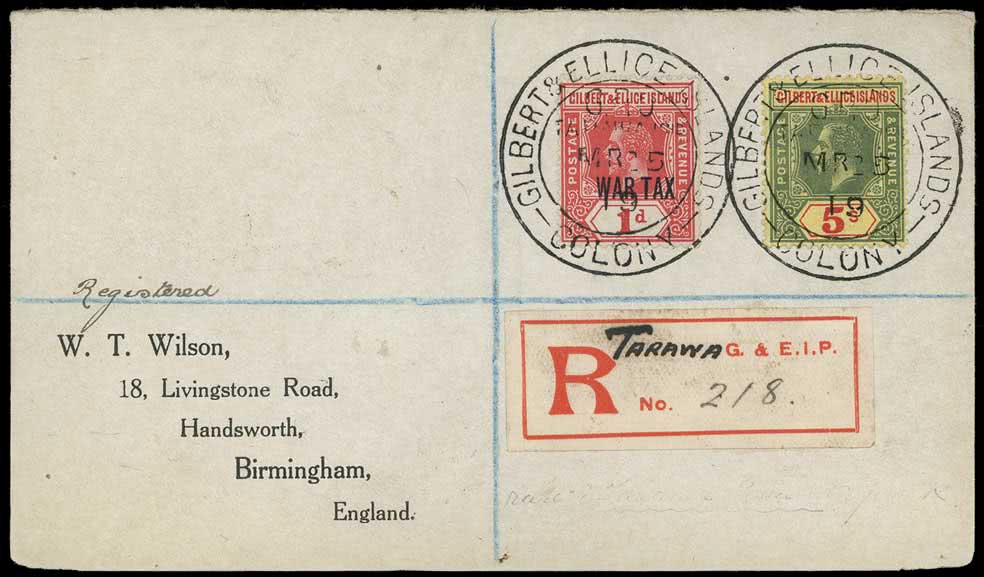 GILBERT & ELLICE ISLANDS
COLONY
MR 25
19
GILBERT & ELLICE ISLANDS
POSTAGE
& REVENUE
WAR TAX
1d
GILBERT & ELLICE ISLANDS
COLONY
MR 25
19
GILBERT & ELLICE ISLANDS
POSTAGE
& REVENUE
5s
Registered
W. T. Wilson,
18, Livingstone Road,
Handsworth,
Birmingham,
England.
R TARAWA G. & E.I.P.
No. 218.